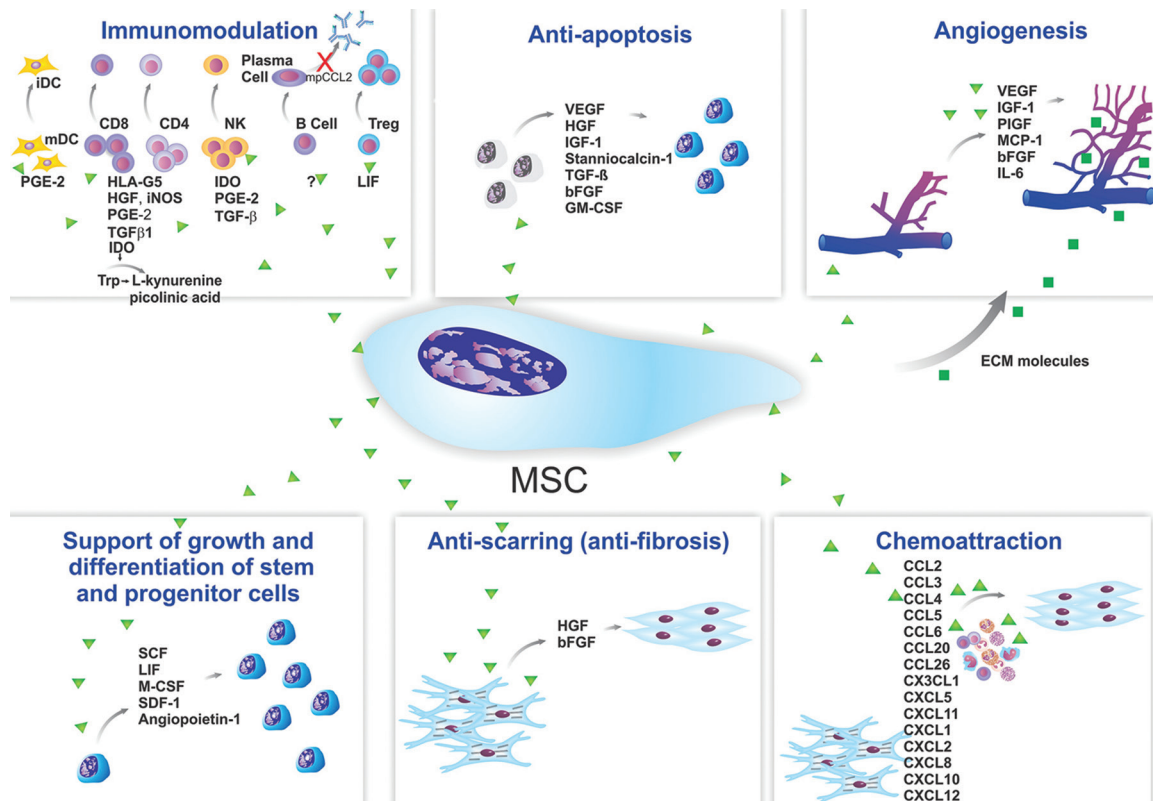 Immunomodulation
iDC
mDC
PGE-2
CD8
CD4
HLA-G5
HGF, iNOS
PGE-2
TGFβ1
IDO
Trp→L-kynurenine
picolinic acid
NK
IDO
PGE-2
TGF-β
Plasma
Cell
mpCCL2
B Cell
?
Treg
LIF
Anti-apoptosis
VEGF
HGF
IGF-1
Stanniocalcin-1
TGF-ß
bFGF
GM-CSF
Angiogenesis
VEGF
IGF-1
PIGF
MCP-1
bFGF
IL-6
ECM molecules
MSC
Support of growth and
differentiation of stem
and progenitor cells
SCF
LIF
M-CSF
SDF-1
Angiopoietin-1
Anti-scarring (anti-fibrosis)
HGF
bFGF
Chemoattraction
CCL2
CCL3
CCL4
CCL5
CCL6
CCL20
CCL26
CX3CL1
CXCL5
CXCL11
CXCL1
CXCL2
CXCL8
CXCL10
CXCL12